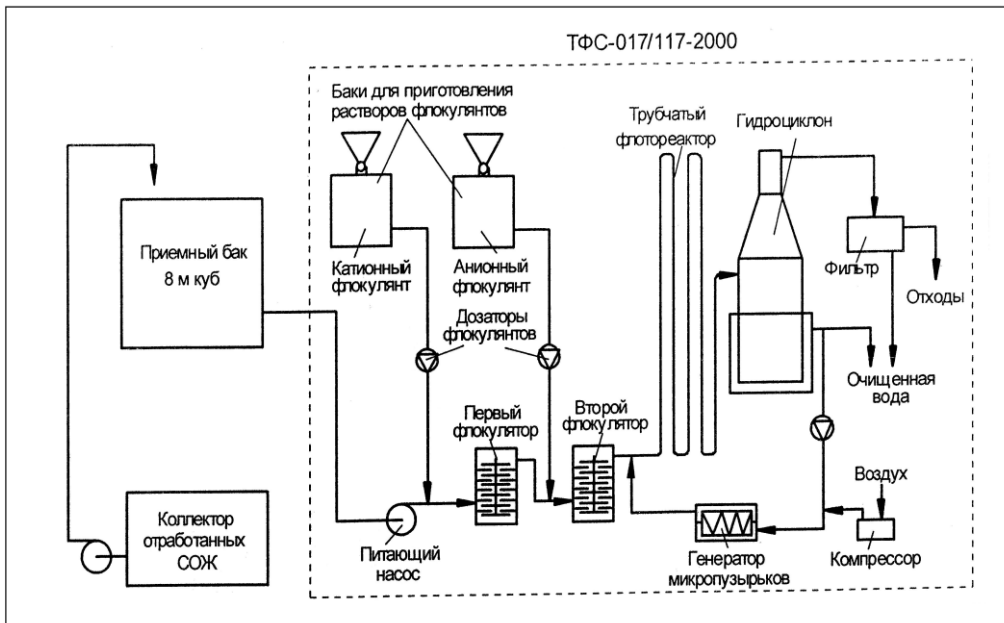 ТФС-017/117-2000
Баки для приготовления
растворов флокулянтов
Трубчатый
флотореактор
Гидроциклон
Приемный бак
8 м куб
Катионный
флокулянт
Анионный
флокулянт
Фильтр
Отходы
Дозаторы
флокулянтов
Очищенная
вода
Первый
флокулятор
Второй
флокулятор
Воздух
Коллектор
отработанных
СОЖ
Питающий
насос
Генератор
микропузырьков
Компрессор